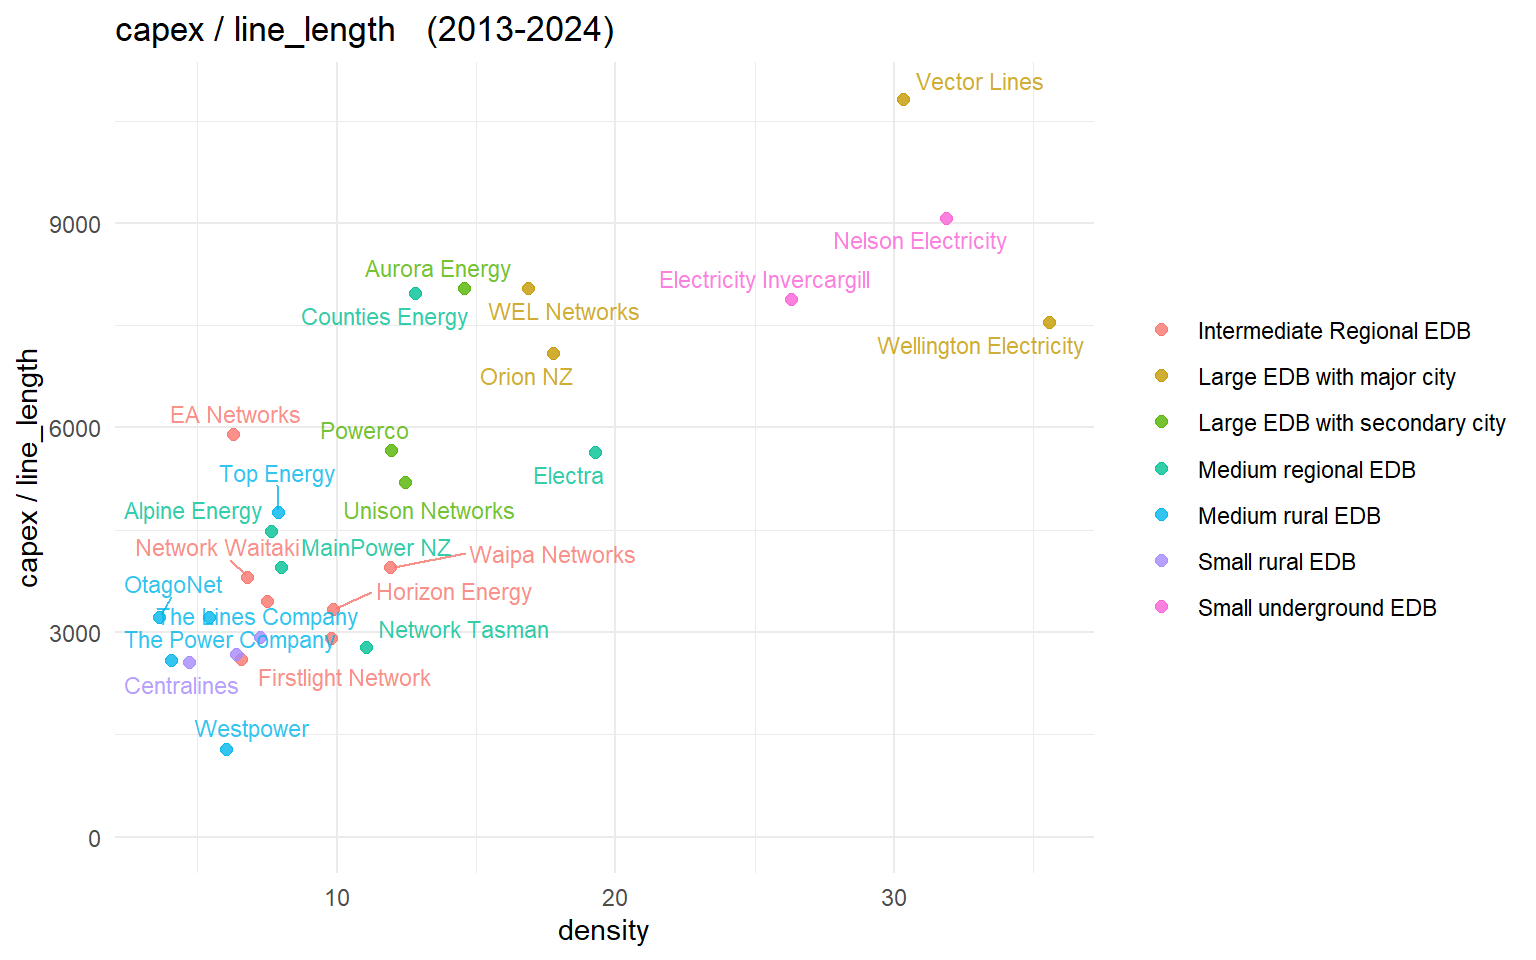 capex / line_length (2013-2024)
Vector Lines
9000
Nelson Electricity
Aurora Energy
Electricity Invercargill
Counties Energy
WEL Networks
Wellington Electricity
Orion NZ
EA Networks
6000
Powerco
Top Energy
Electra
Alpine Energy
Unison Networks
Network Waitaki
MainPower NZ
Waipa Networks
OtagoNet
Horizon Energy
The Lines Company
3000
The Power Company
Network Tasman
Centralines
Firstlight Network
Westpower
0
10
20
30
density
capex / line_length
Intermediate Regional EDB
Large EDB with major city
Large EDB with secondary city
Medium regional EDB
Medium rural EDB
Small rural EDB
Small underground EDB